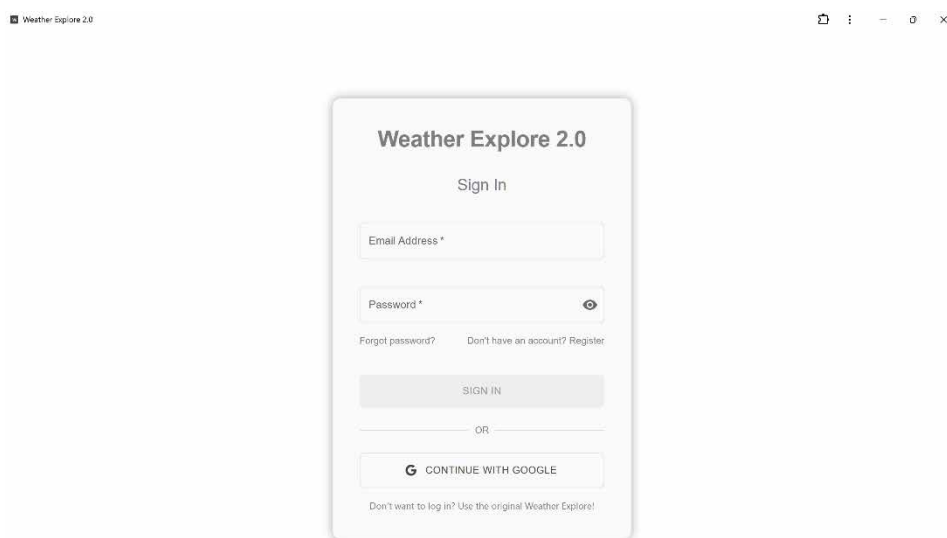 Weather Explore 2.0
Weather Explore 2.0
Sign In
Email Address *
Password *
Forgot password? Don't have an account? Register
SIGN IN
OR
G CONTINUE WITH GOOGLE
Don't want to log in? Use the original Weather Explore!